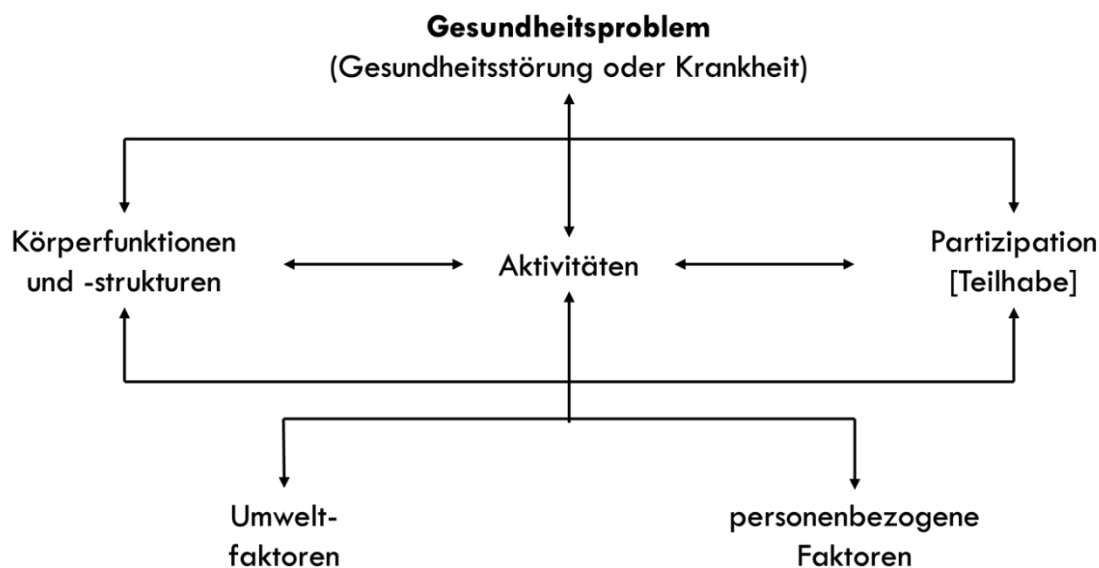 Gesundheitsproblem
(Gesundheitsstörung oder Krankheit)
Körperfunktionen
und -strukturen
Aktivitäten
Partizipation
[Teilhabe]
Umwelt-
faktoren
personenbezogene
Faktoren